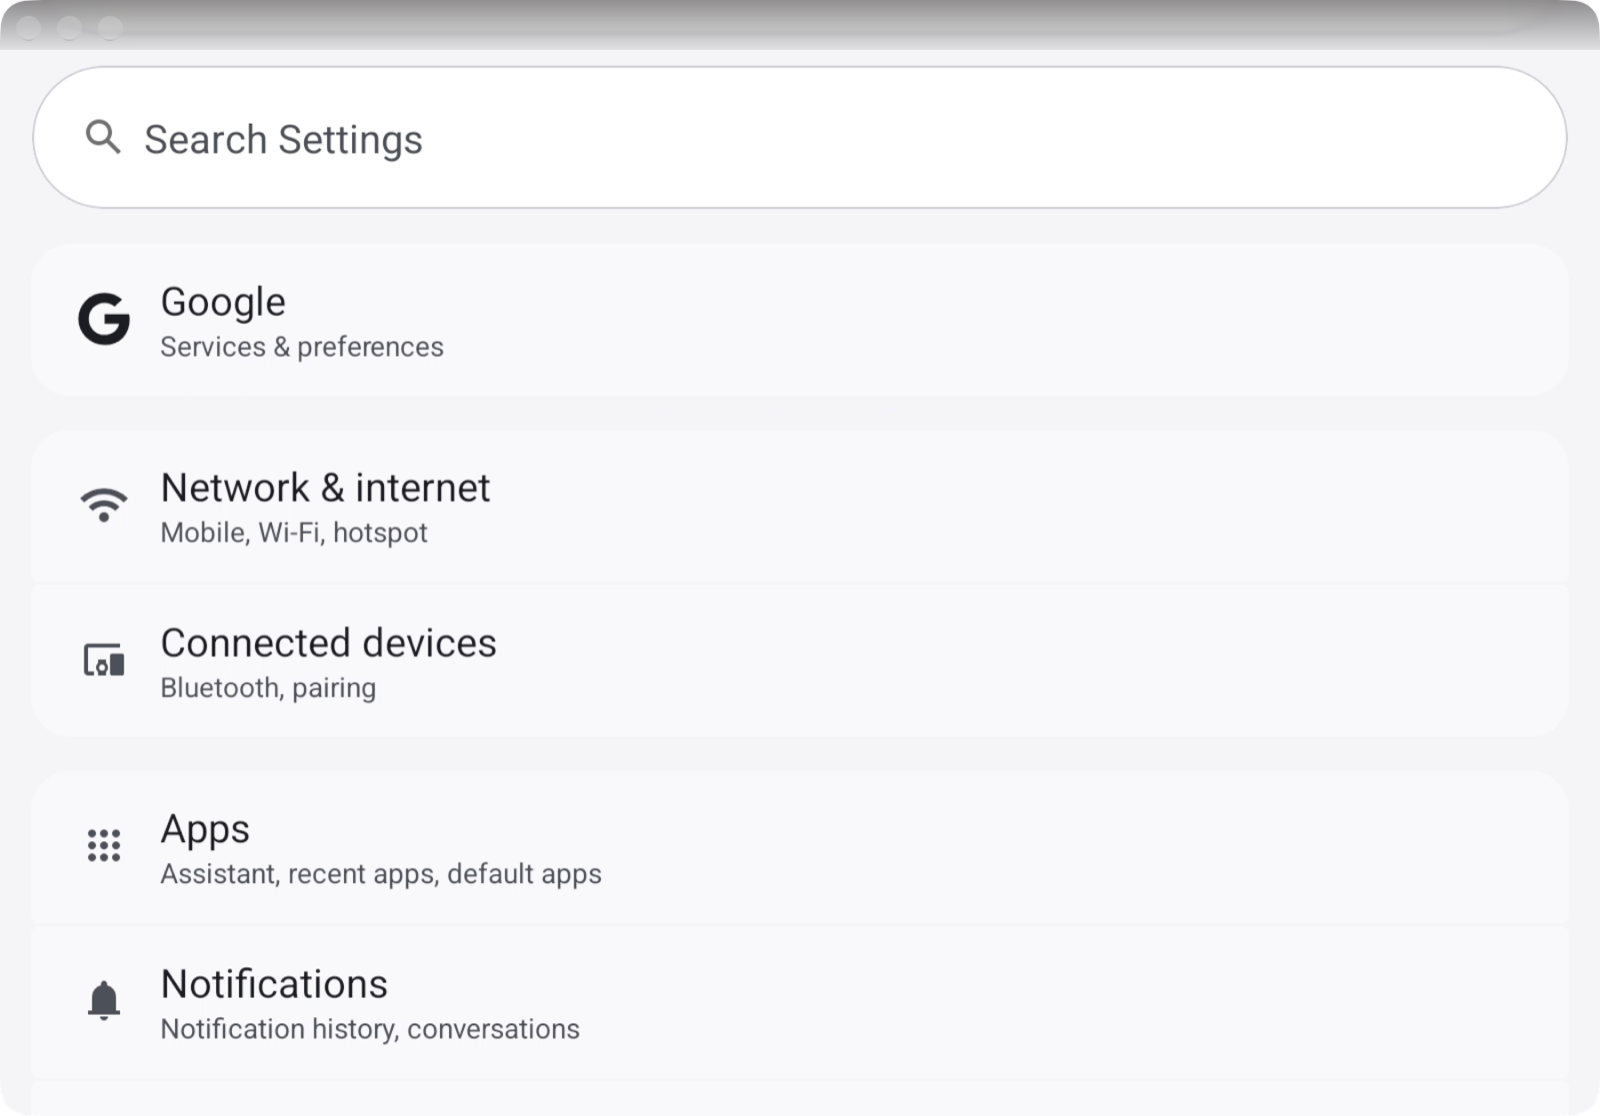 Search Settings
Google
Services & preferences
Network & internet
Mobile, Wi-Fi, hotspot
Connected devices
Bluetooth, pairing
Apps
Assistant, recent apps, default apps
Notifications
Notification history, conversations